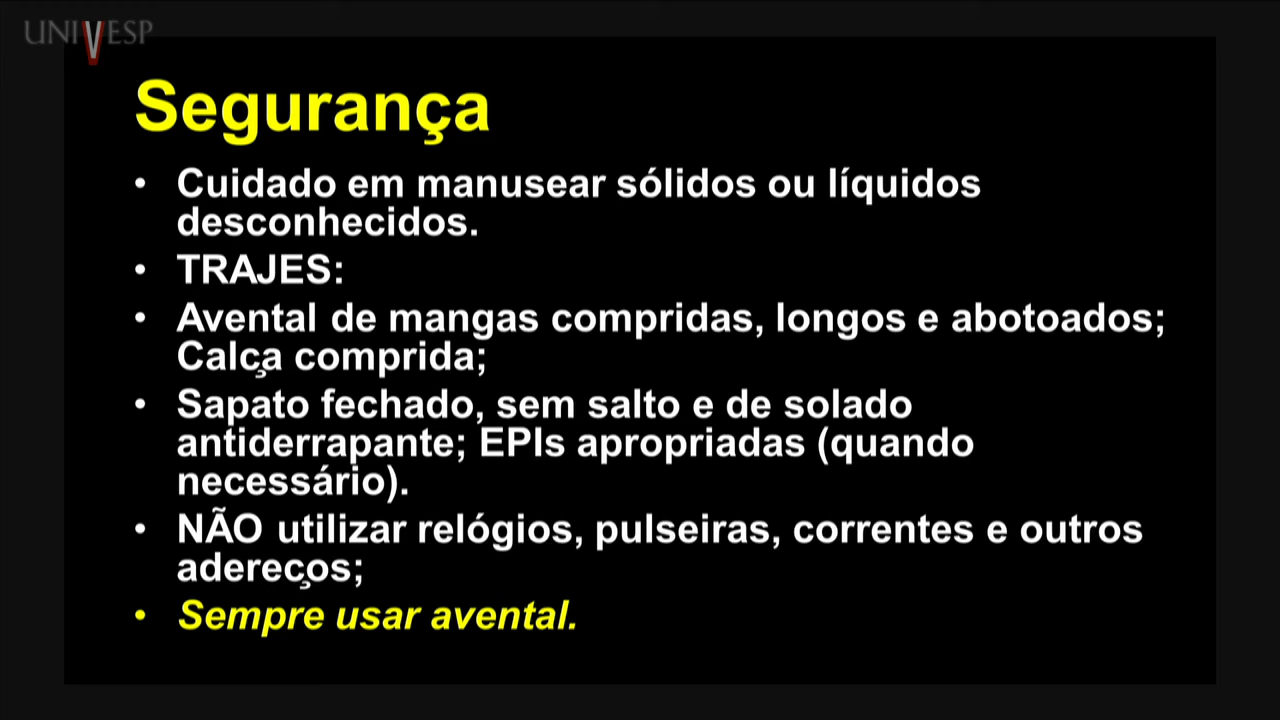 UNIVESP
Segurança
• Cuidado em manusear sólidos ou líquidos
desconhecidos.
• TRAJES:
• Avental de mangas compridas, longos e abotoados;
Calça comprida;
• Sapato fechado, sem salto e de solado
antiderrapante; EPIs apropriadas (quando
necessário).
• NÃO utilizar relógios, pulseiras, correntes e outros
adereços;
• Sempre usar avental.